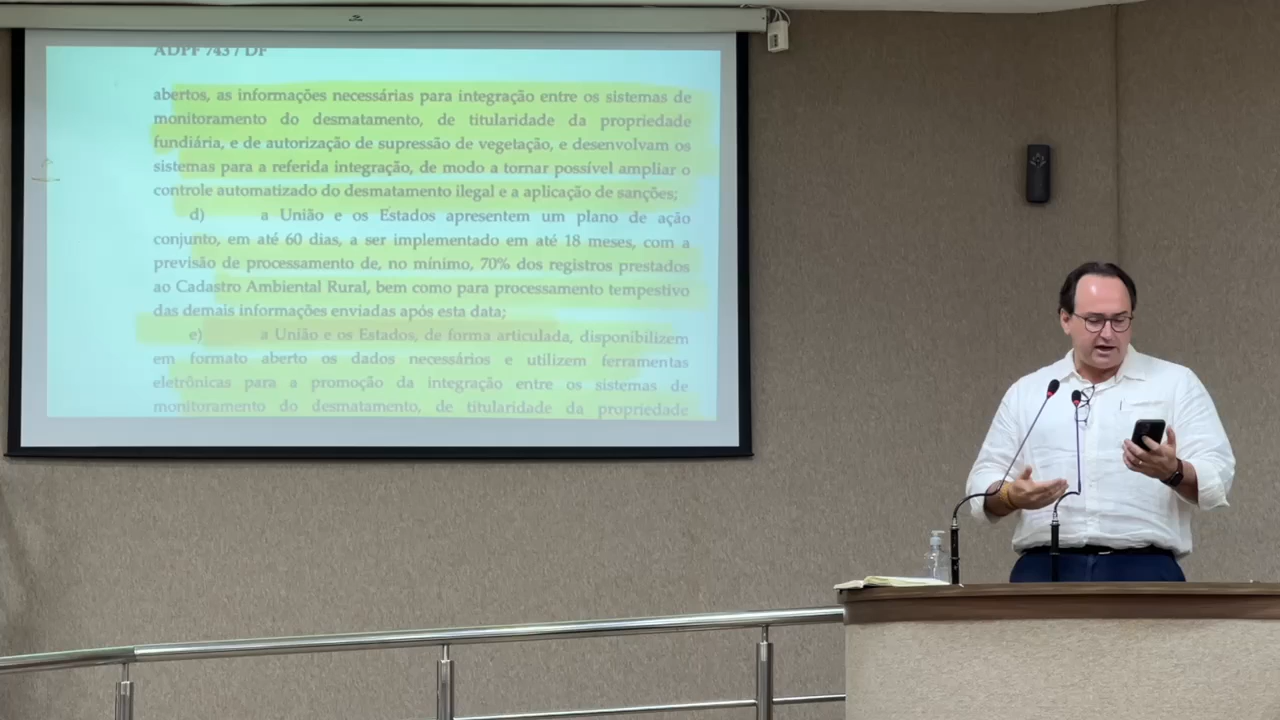 ADPF 743 / DF
abertos, as informações necessárias para integração entre os sistemas de
monitoramento do desmatamento, de titularidade da propriedade
fundiária, e de autorização de supressão de vegetação, e desenvolvam os
sistemas para a referida integração, de modo a tornar possível ampliar o
controle automatizado do desmatamento ilegal e a aplicação de sanções;
d) a União e os Estados apresentem um plano de ação
conjunto, em até 60 dias, a ser implementado em até 18 meses, com a
previsão de processamento de, no mínimo, 70% dos registros prestados
ao Cadastro Ambiental Rural, bem como para processamento tempestivo
das demais informações enviadas após esta data;
e) a União e os Estados, de forma articulada, disponibilizem
em formato aberto os dados necessários e utilizem ferramentas
eletrônicas para a promoção da integração entre os sistemas de
monitoramento do desmatamento, de titularidade da propriedade